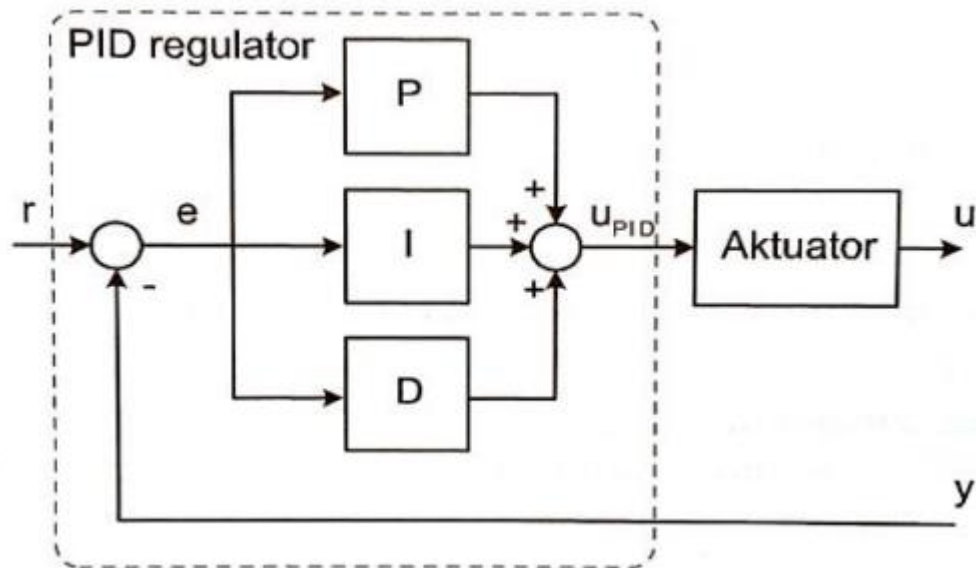 PID regulator
P
r
e
+
I
+
u_PID
Aktuator
u
-
+
D
y